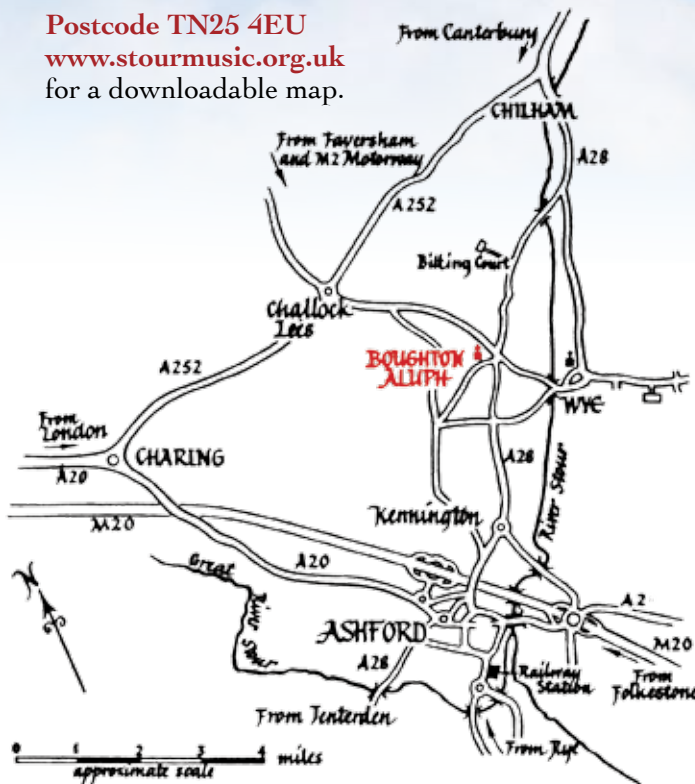 Postcode TN25 4EU
www.stourmusic.org.uk
for a downloadable map.
From Canterbury
CHILHAM
From Faversham
and M2 Motorway
A28
A252
Bilting Court
Challock
Lees
BOUGHTON
ALUPH
A252
WYE
From
London
CHARING
A20
A28
River Stour
M20
Kennington
Great
River Stour
A20
N
A2
ASHFORD
M20
A28
Railway
Station
From
Folkestone
From Tenterden
From Rye
0 1 2 3 4 miles
approximate scale